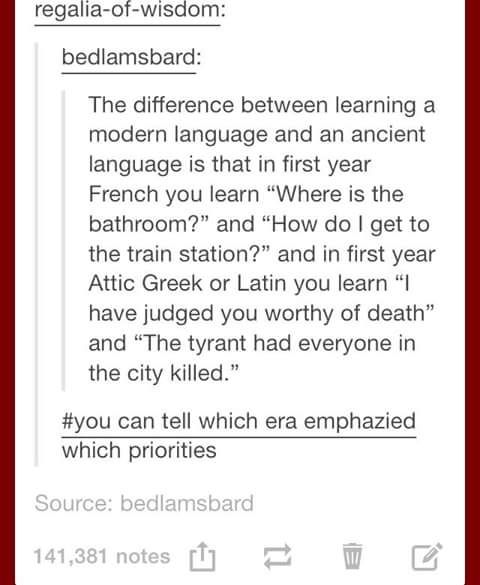 regalia-of-wisdom:
bedlamsbard:
The difference between learning a
modern language and an ancient
language is that in first year
French you learn “Where is the
bathroom?” and “How do I get to
the train station?” and in first year
Attic Greek or Latin you learn “I
have judged you worthy of death”
and “The tyrant had everyone in
the city killed.”
#you can tell which era emphazied
which priorities
Source: bedlamsbard
141,381 notes